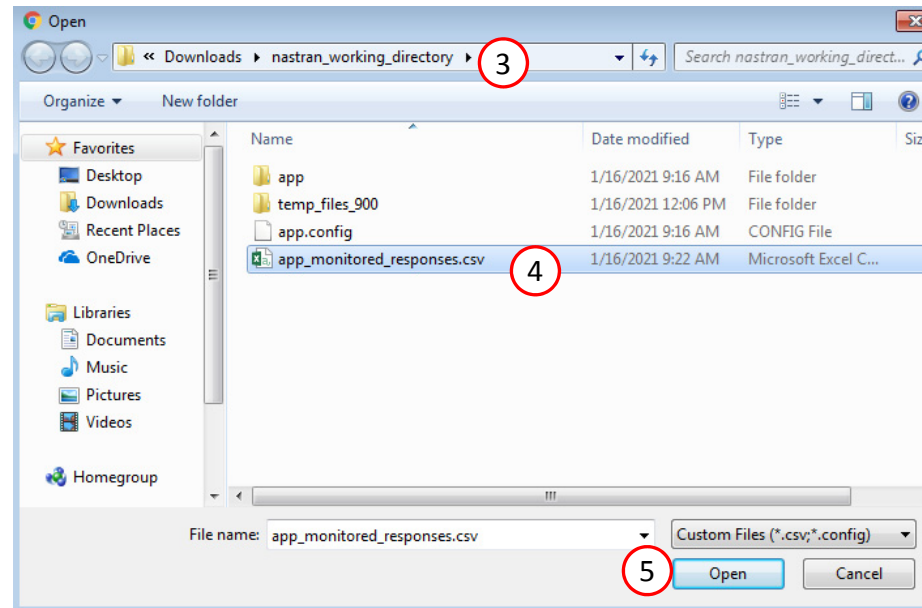 Open
« Downloads ▸ nastran_working_directory ▸
3
Search nastran_working_direct...
Organize ▾ New folder
Name Date modified Type Siz
Favorites
Desktop
Downloads
Recent Places
OneDrive
Libraries
Documents
Music
Pictures
Videos
Homegroup
app 1/16/2021 9:16 AM File folder
temp_files_900 1/16/2021 12:06 PM File folder
app.config 1/16/2021 9:16 AM CONFIG File
app_monitored_responses.csv 1/16/2021 9:22 AM Microsoft Excel C...
4
File name: app_monitored_responses.csv
Custom Files (*.csv;*.config)
5
Open Cancel